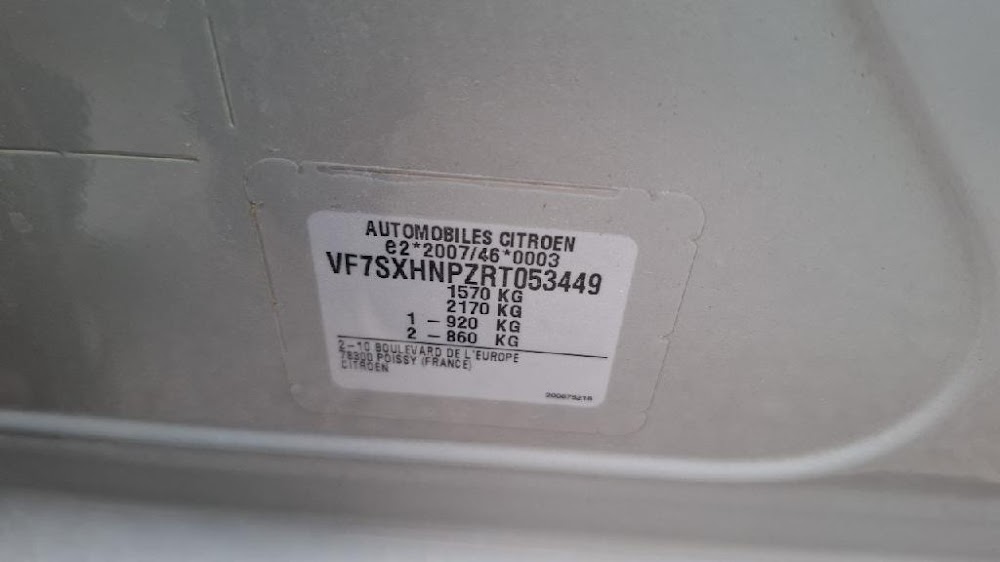 AUTOMOBILES CITROEN
e2*2007/46*0003
VF7SXHNPZRT053449
1570 KG
2170 KG
1 - 920 KG
2 - 860 KG
2-10 BOULEVARD DE L'EUROPE
78300 POISSY (FRANCE)
CITROEN